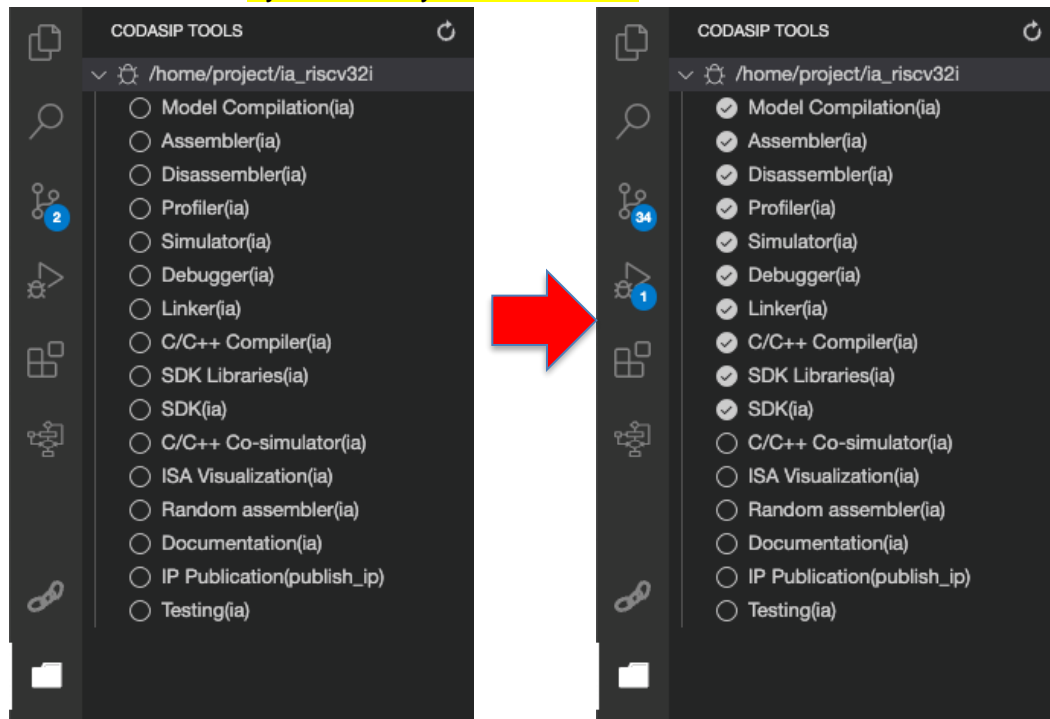 CODASIP TOOLS
/home/project/ia_riscv32i
Model Compilation(ia)
Assembler(ia)
Disassembler(ia)
Profiler(ia)
2
Simulator(ia)
Debugger(ia)
Linker(ia)
C/C++ Compiler(ia)
SDK Libraries(ia)
SDK(ia)
C/C++ Co-simulator(ia)
ISA Visualization(ia)
Random assembler(ia)
Documentation(ia)
IP Publication(publish_ip)
Testing(ia)
CODASIP TOOLS
/home/project/ia_riscv32i
Model Compilation(ia)
Assembler(ia)
Disassembler(ia)
Profiler(ia)
34
Simulator(ia)
Debugger(ia)
1
Linker(ia)
C/C++ Compiler(ia)
SDK Libraries(ia)
SDK(ia)
C/C++ Co-simulator(ia)
ISA Visualization(ia)
Random assembler(ia)
Documentation(ia)
IP Publication(publish_ip)
Testing(ia)